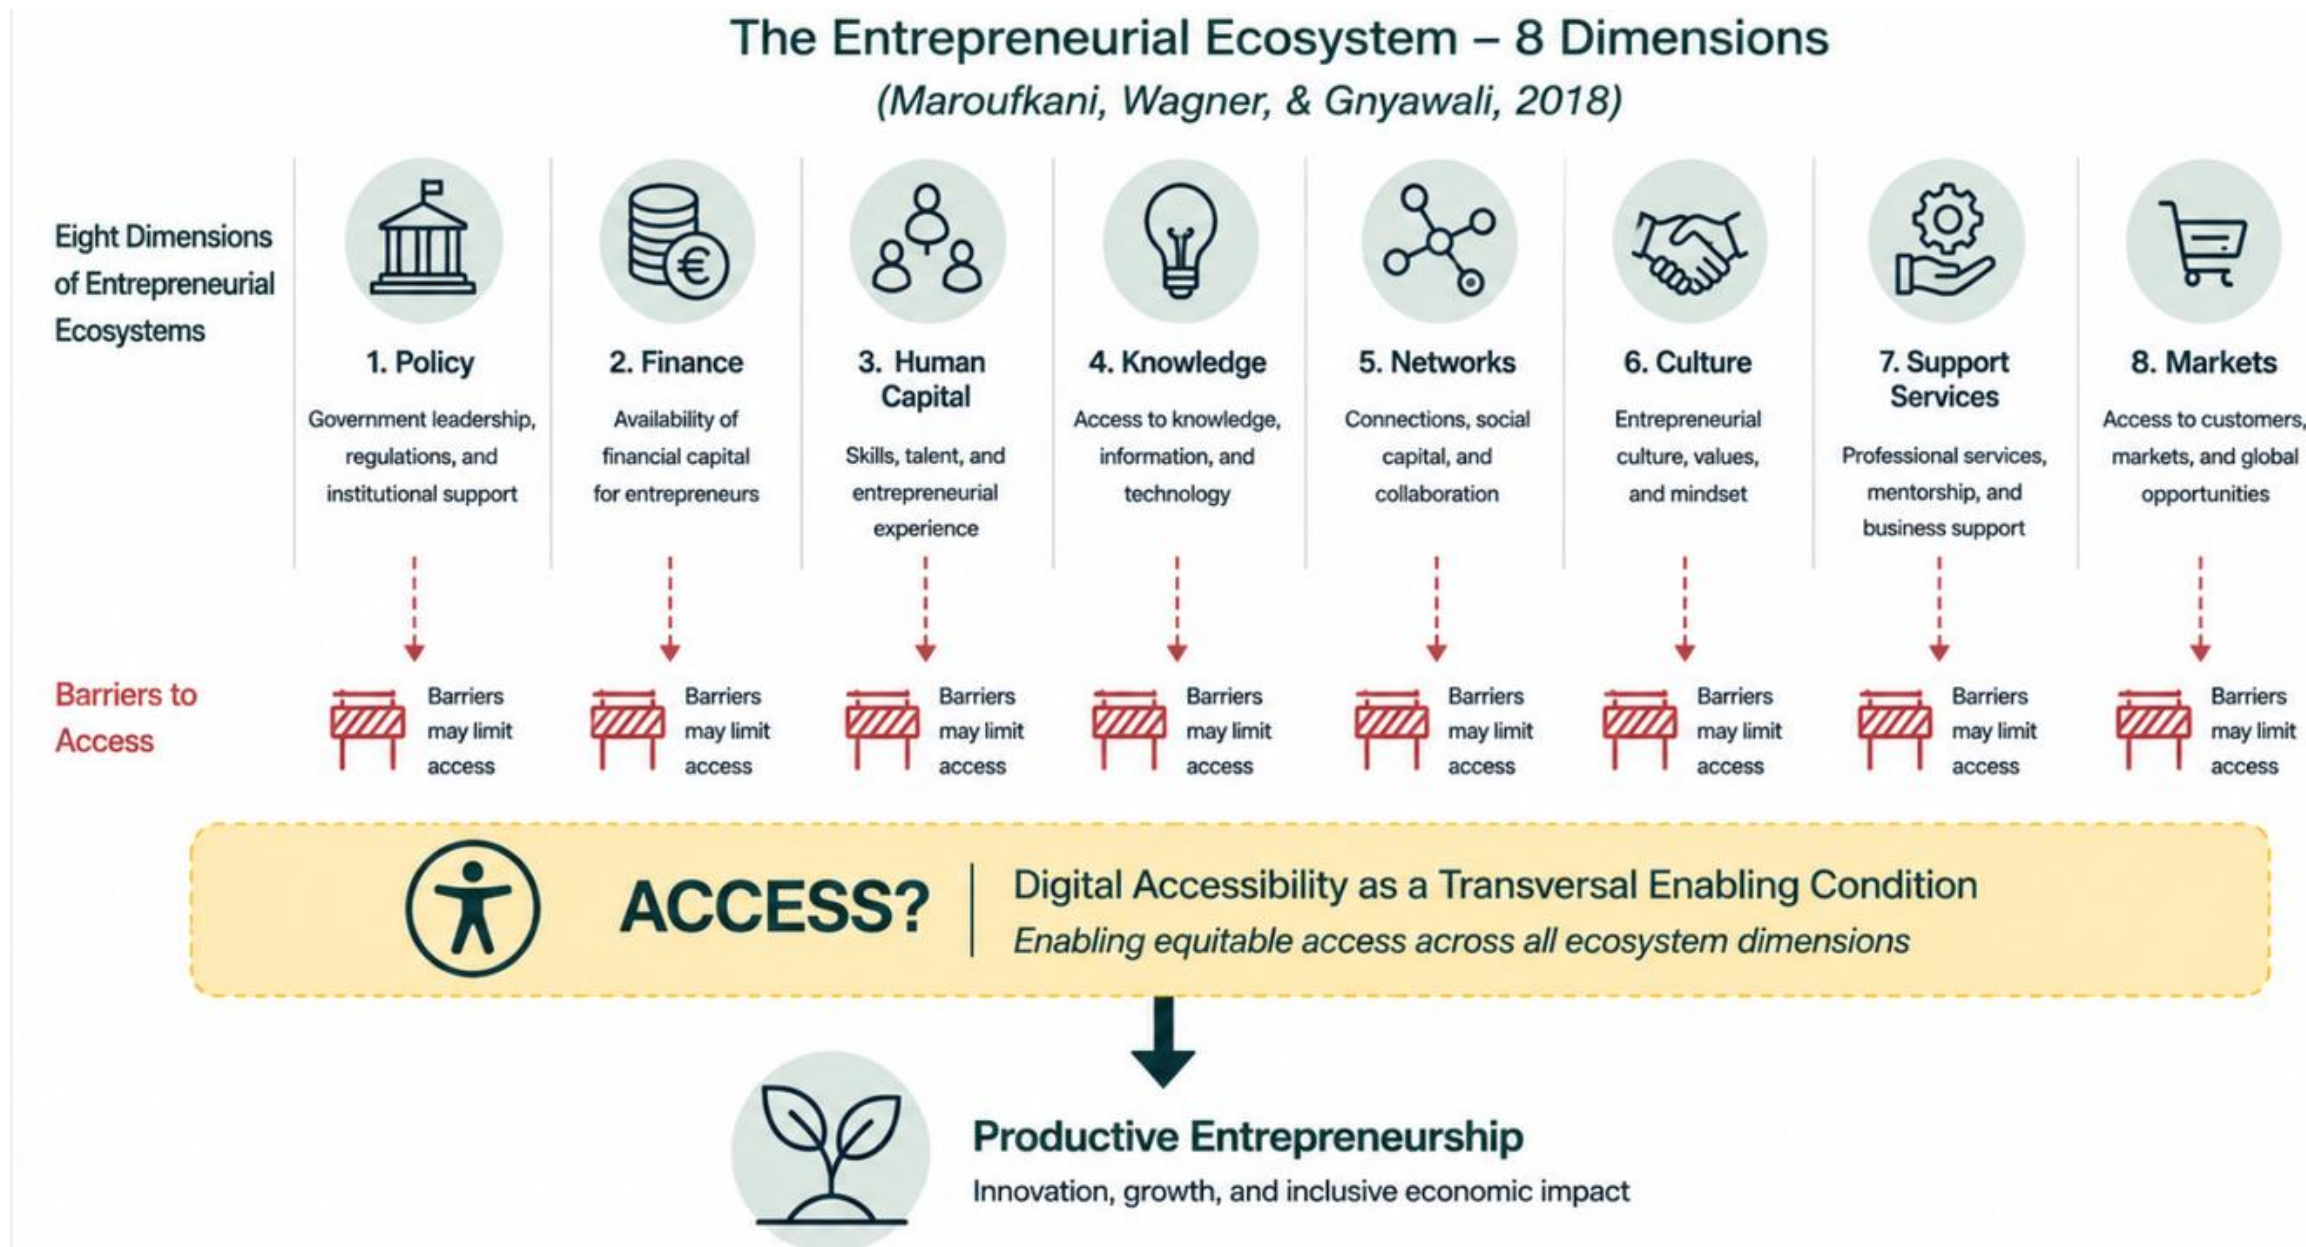 The Entrepreneurial Ecosystem – 8 Dimensions
(Maroufkani, Wagner, & Gnyawali, 2018)
Eight Dimensions
of Entrepreneurial
Ecosystems
1. Policy
Government leadership,
regulations, and
institutional support
2. Finance
Availability of
financial capital
for entrepreneurs
3. Human
Capital
Skills, talent, and
entrepreneurial
experience
4. Knowledge
Access to knowledge,
information, and
technology
5. Networks
Connections, social
capital, and
collaboration
6. Culture
Entrepreneurial
culture, values,
and mindset
7. Support
Services
Professional services,
mentorship, and
business support
8. Markets
Access to customers,
markets, and global
opportunities
Barriers to
Access
Barriers
may limit
access
Barriers
may limit
access
Barriers
may limit
access
Barriers
may limit
access
Barriers
may limit
access
Barriers
may limit
access
Barriers
may limit
access
Barriers
may limit
access
ACCESS?
Digital Accessibility as a Transversal Enabling Condition
Enabling equitable access across all ecosystem dimensions
Productive Entrepreneurship
Innovation, growth, and inclusive economic impact